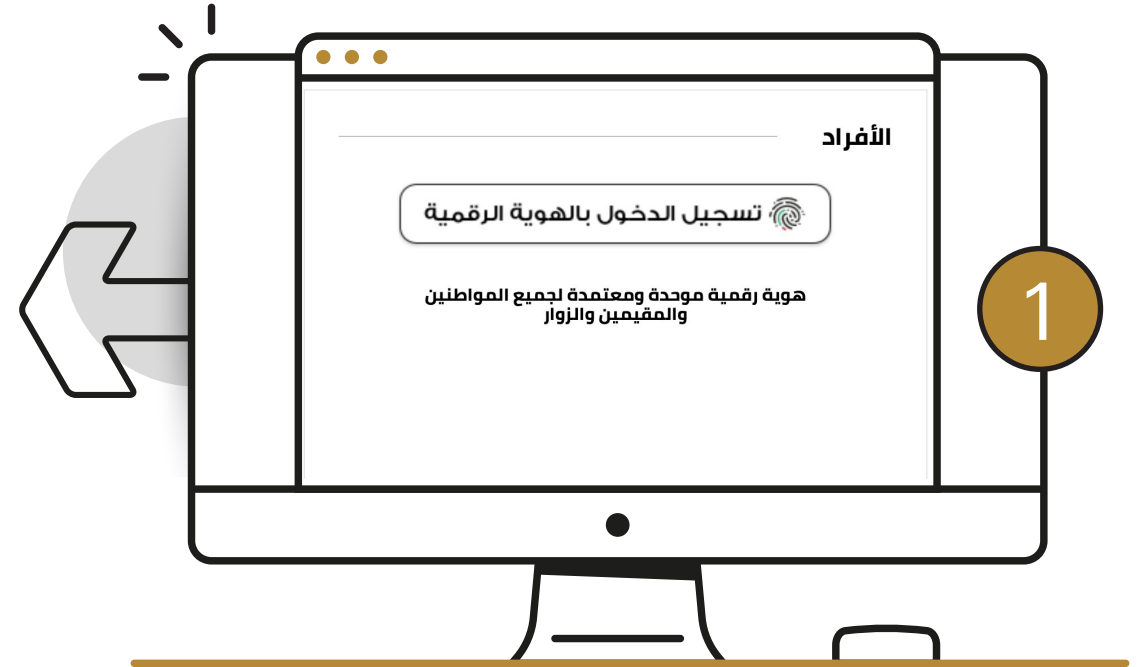 الأفراد
تسجيل الدخول بالهوية الرقمية
هوية رقمية موحدة ومعتمدة لجميع المواطنين
والمقيمين والزوار
1